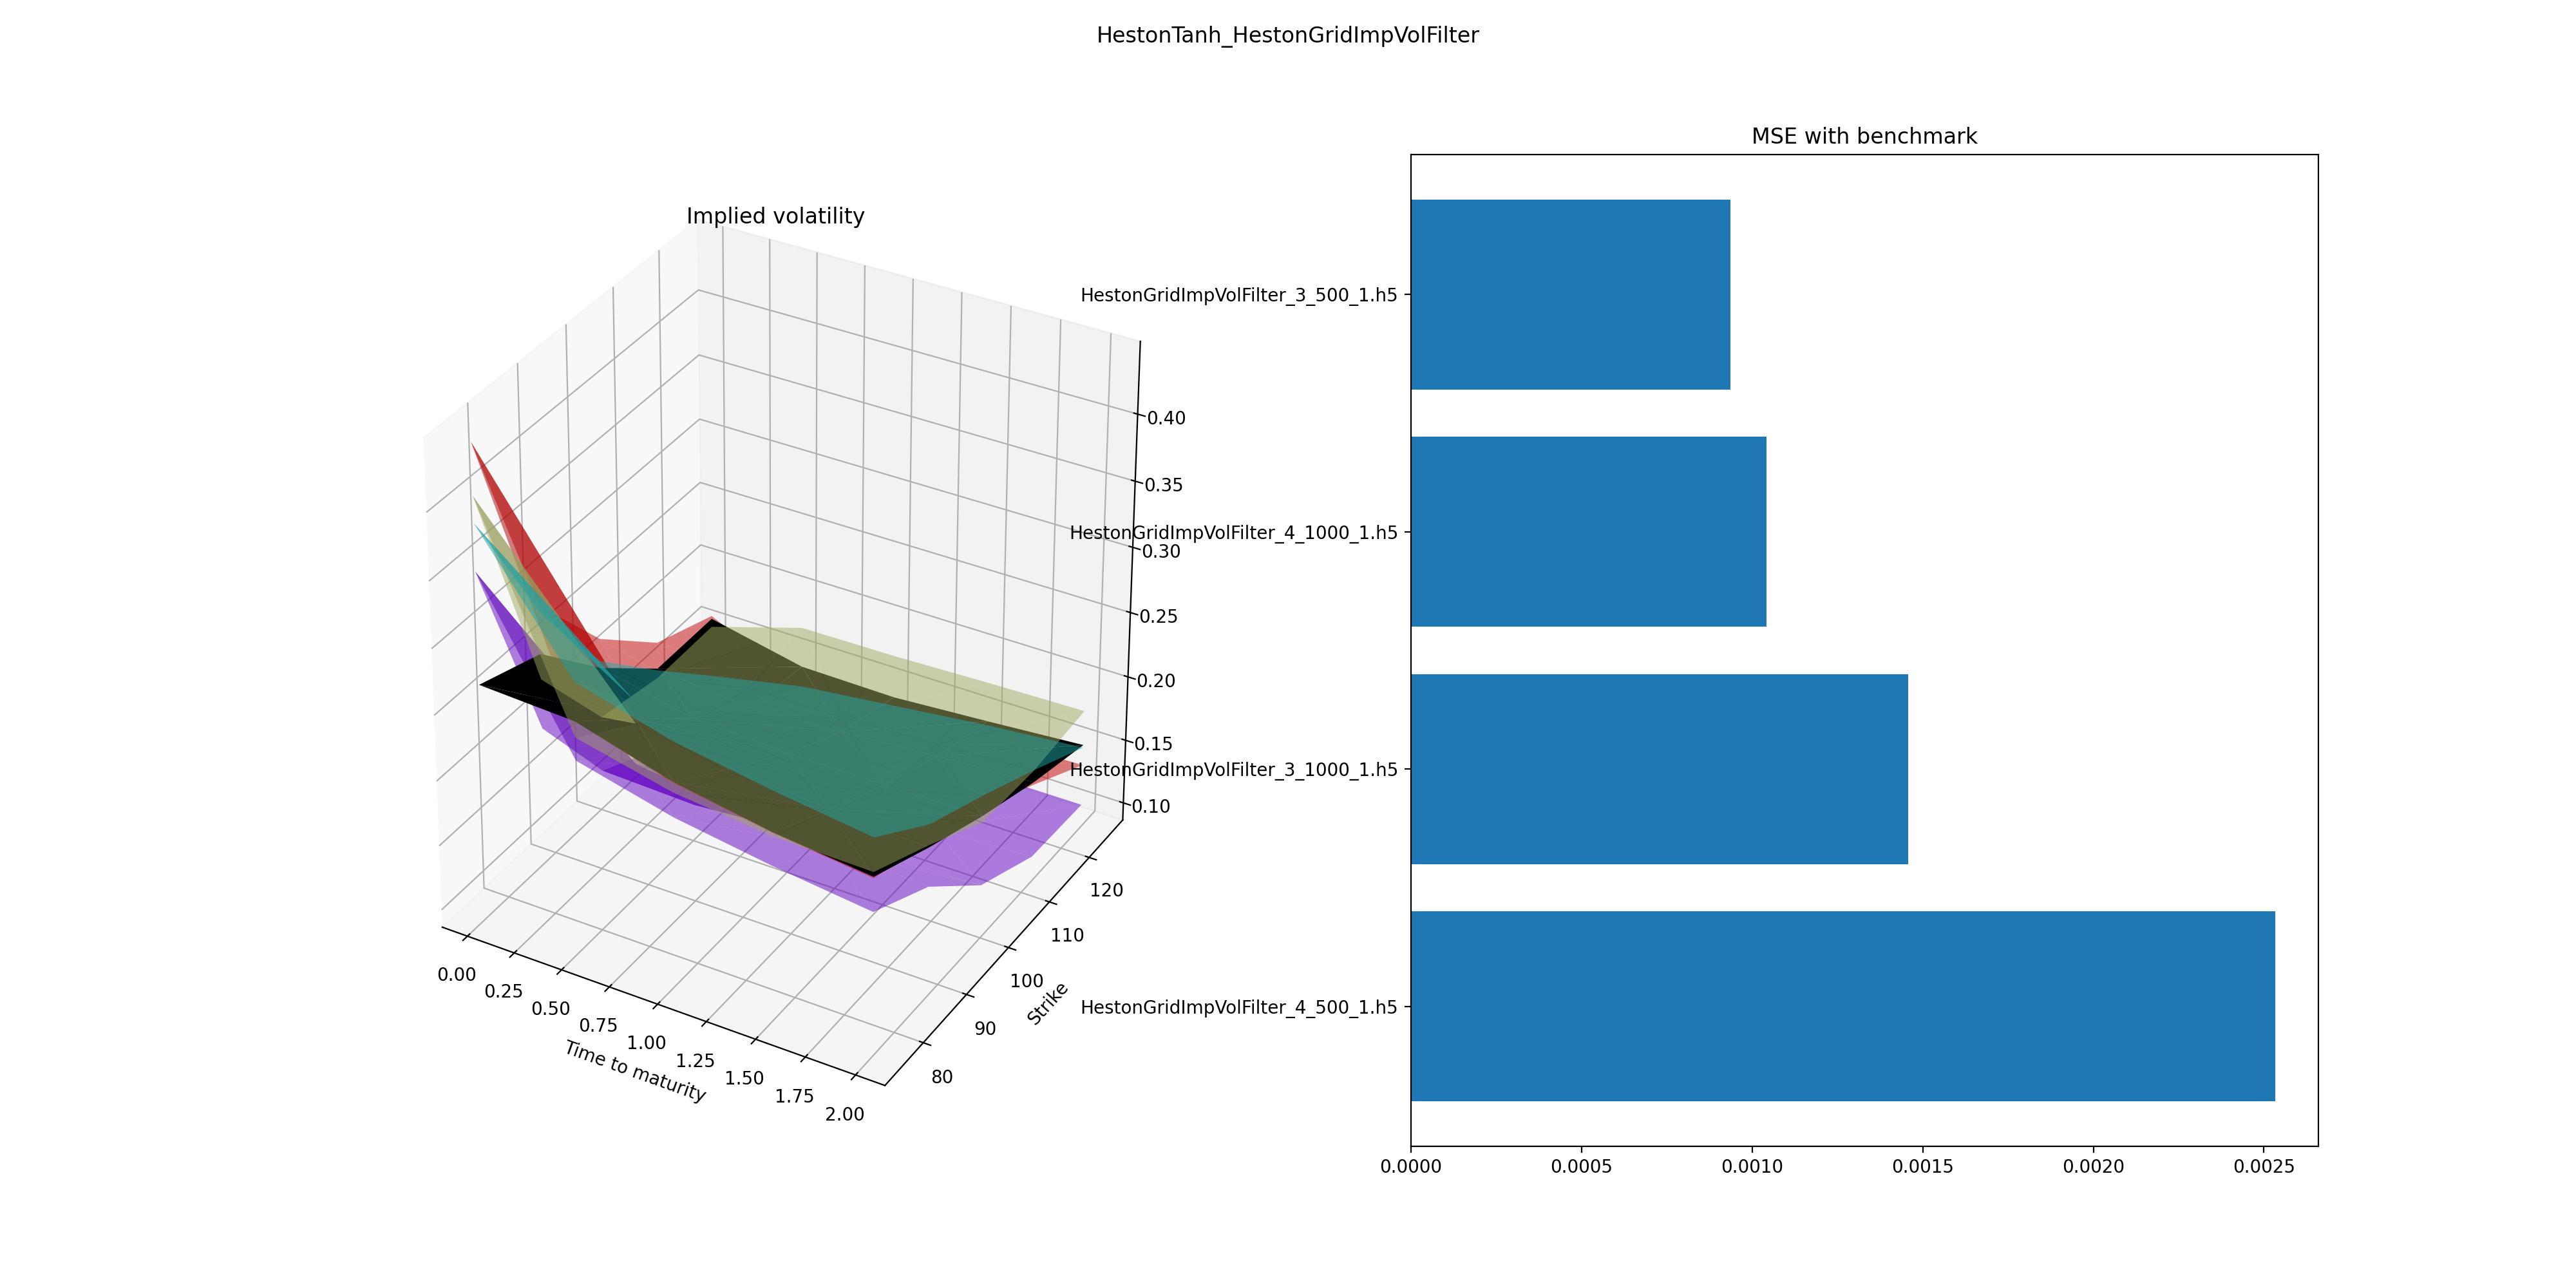 HestonTanh_HestonGridImpVolFilter
Implied volatility
0.40
0.35
0.30
0.25
0.20
0.15
0.10
120
110
100
90
80
Strike
0.00
0.25
0.50
0.75
1.00
1.25
1.50
1.75
2.00
Time to maturity
MSE with benchmark
HestonGridImpVolFilter_3_500_1.h5
HestonGridImpVolFilter_4_1000_1.h5
HestonGridImpVolFilter_3_1000_1.h5
HestonGridImpVolFilter_4_500_1.h5
0.0000 0.0005 0.0010 0.0015 0.0020 0.0025